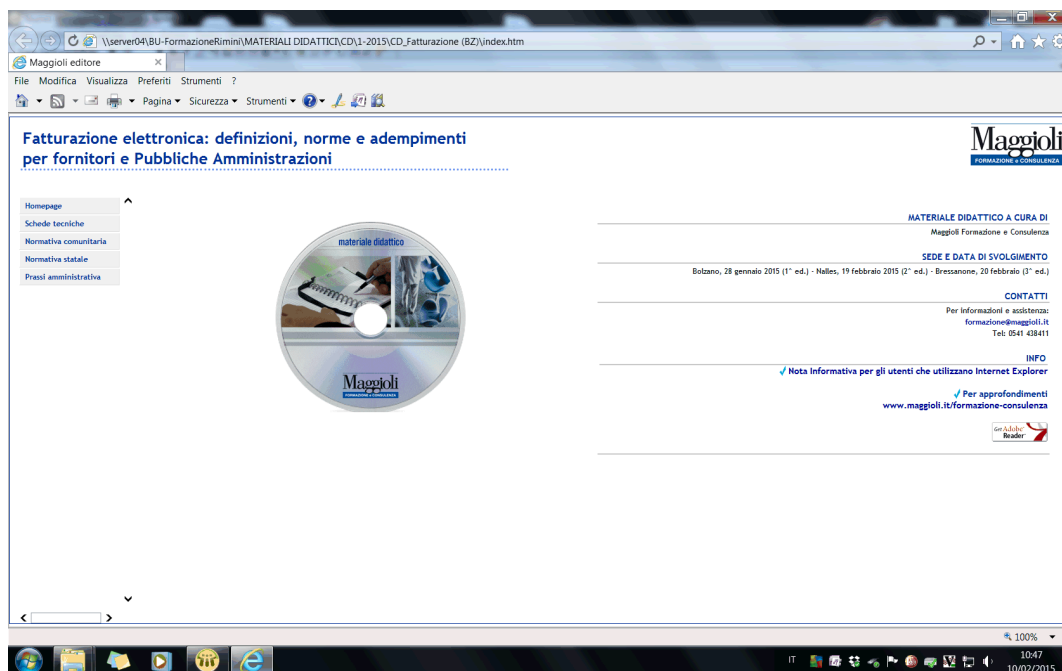 \\server04\BU-FormazioneRimini\MATERIALI DIDATTICI\CD\1-2015\CD_Fatturazione (BZ)\index.htm
Maggioli editore
File Modifica Visualizza Preferiti Strumenti ?
Pagina Sicurezza Strumenti
Fatturazione elettronica: definizioni, norme e adempimenti
per fornitori e Pubbliche Amministrazioni
Maggioli
FORMAZIONE e CONSULENZA
Homepage
Schede tecniche
Normativa comunitaria
Normativa statale
Prassi amministrativa
materiale didattico
Maggioli
FORMAZIONE e CONSULENZA
MATERIALE DIDATTICO A CURA DI
Maggioli Formazione e Consulenza
SEDE E DATA DI SVOLGIMENTO
Bolzano, 28 gennaio 2015 (1^ ed.) - Nalles, 19 febbraio 2015 (2^ ed.) - Bressanone, 20 febbraio (3^ ed.)
CONTATTI
Per informazioni e assistenza:
formazione@maggioli.it
Tel: 0541 438411
INFO
Nota Informativa per gli utenti che utilizzano Internet Explorer
Per approfondimenti
www.maggioli.it/formazione-consulenza
Get Adobe
Reader
100%
IT
10:47
10/02/2015